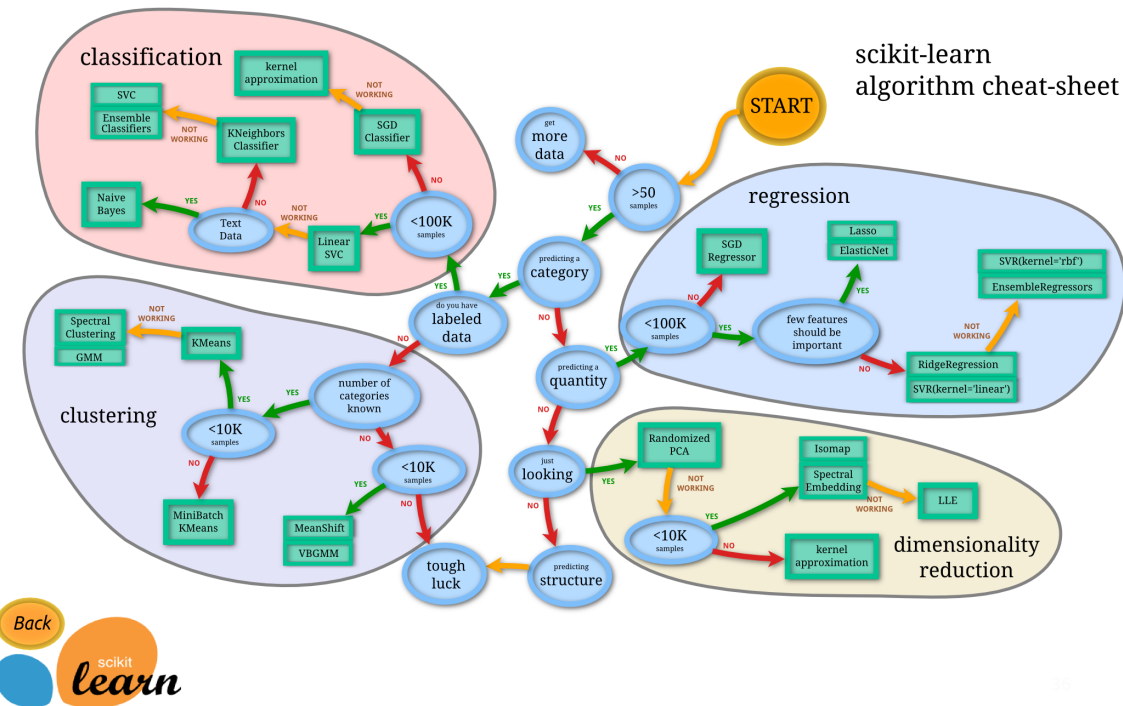 scikit-learn
algorithm cheat-sheet
START
classification
kernel
approximation
NOT
WORKING
SVC
Ensemble
Classifiers
NOT
WORKING
KNeighbors
Classifier
SGD
Classifier
NO
Naive
Bayes
YES
Text
Data
NO
NOT
WORKING
Linear
SVC
YES
<100K
samples
YES
get
more
data
NO
>50
samples
YES
predicting a
category
YES
NO
do you have
labeled
data
NO
predicting a
quantity
YES
NO
just
looking
YES
NO
predicting
structure
tough
luck
regression
SGD
Regressor
NO
<100K
samples
YES
Lasso
ElasticNet
YES
few features
should be
important
NO
SVR(kernel='rbf')
EnsembleRegressors
NOT
WORKING
RidgeRegression
SVR(kernel='linear')
clustering
Spectral
Clustering
GMM
NOT
WORKING
KMeans
YES
<10K
samples
YES
number of
categories
known
NO
NO
MiniBatch
KMeans
<10K
samples
YES
NO
MeanShift
VBGMM
dimensionality
reduction
Randomized
PCA
NOT
WORKING
<10K
samples
YES
NO
Isomap
Spectral
Embedding
NOT
WORKING
LLE
kernel
approximation
Back
scikit
learn